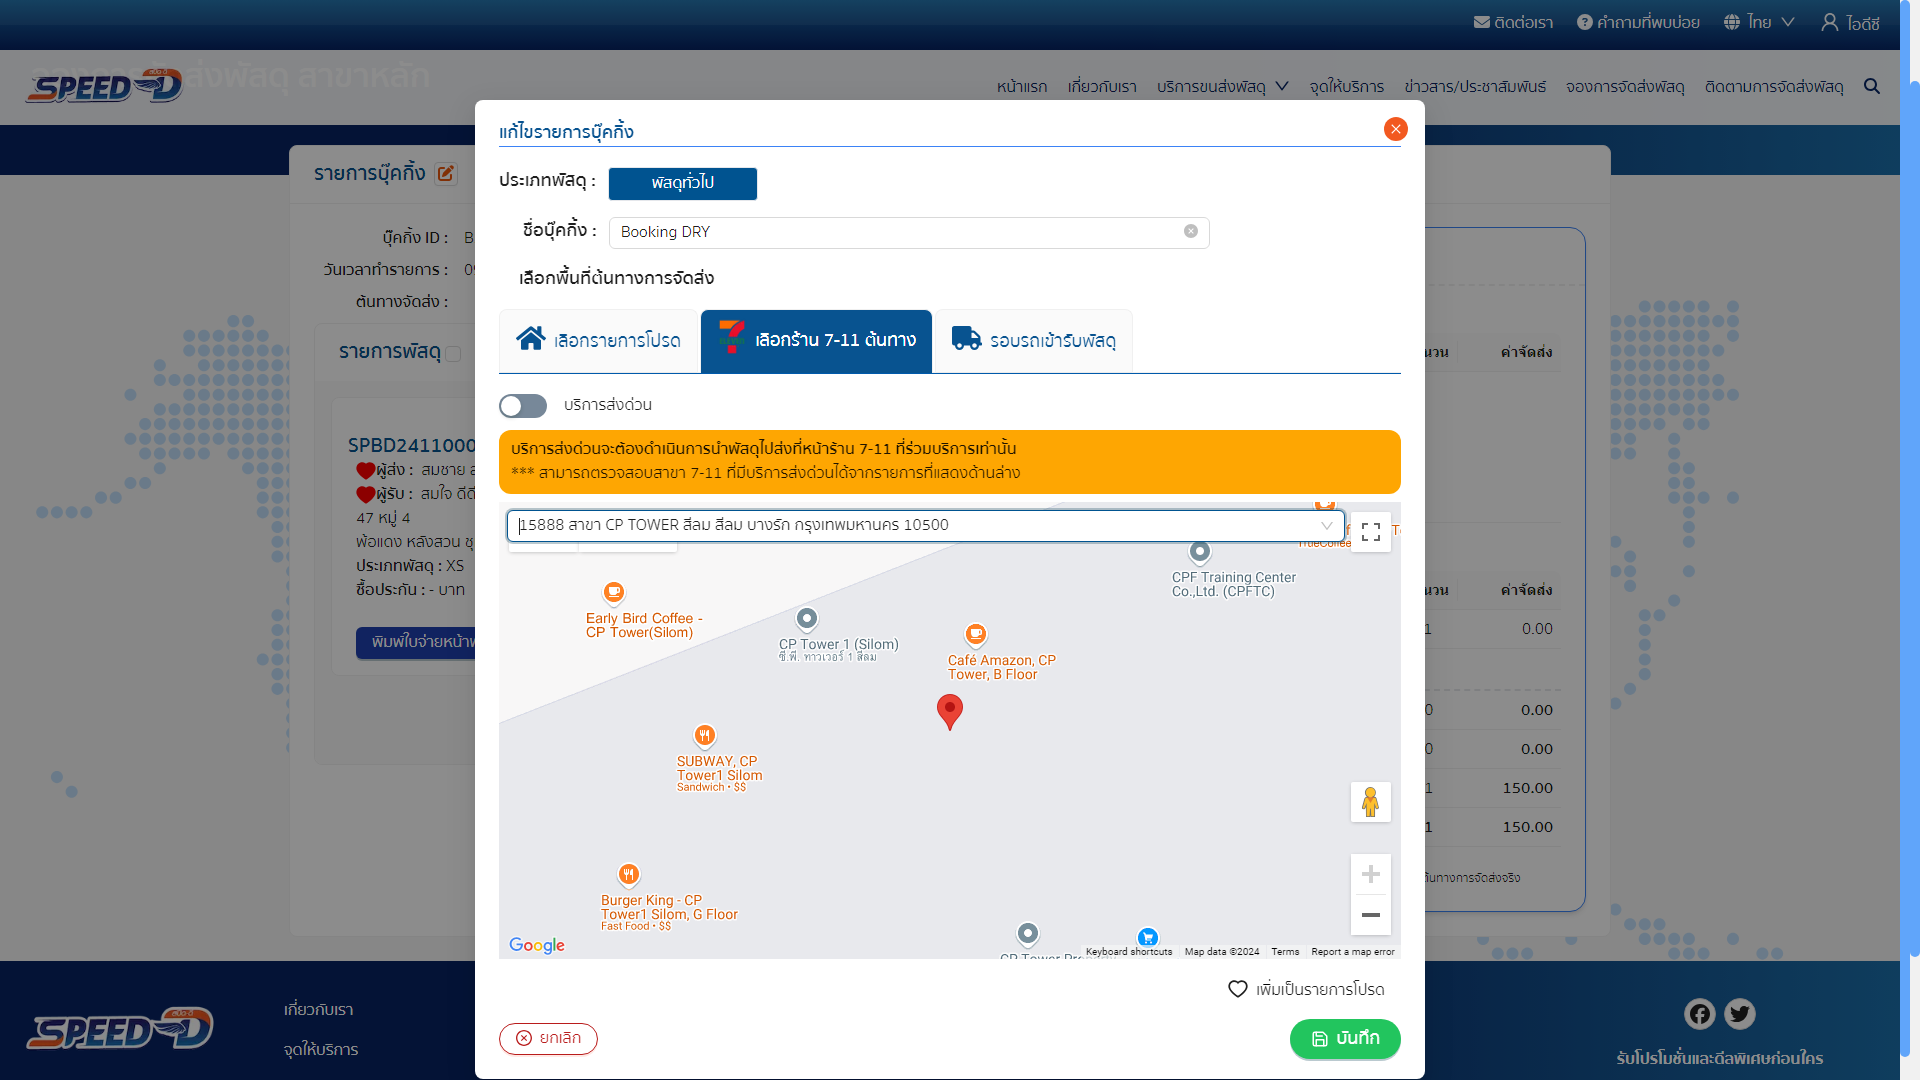 ติดต่อเรา
คำถามที่พบบ่อย
ไทย
ไอดีซี
SPEED-D
ส่งพัสดุ สาขาหลัก
หน้าแรก
เกี่ยวกับเรา
บริการขนส่งพัสดุ
จุดให้บริการ
ข่าวสาร/ประชาสัมพันธ์
จองการจัดส่งพัสดุ
ติดตามการจัดส่งพัสดุ
รายการบุ๊คกิ้ง
บุ๊คกิ้ง ID : B
วันเวลาทำรายการ : 09
ต้นทางจัดส่ง :
รายการพัสดุ
SPBD2411000
ผู้ส่ง : สมชาย
ผู้รับ : สมใจ ดีดี
47 หมู่ 4
พ้อแดง หลังสวน ชุ
ประเภทพัสดุ : XS
ซื้อประกัน : - บาท
พิมพ์ใบจ่ายหน้า
แก้ไขรายการบุ๊คกิ้ง
ประเภทพัสดุ :
พัสดุทั่วไป
ชื่อบุ๊คกิ้ง :
Booking DRY
เลือกพื้นที่ต้นทางการจัดส่ง
เลือกรายการโปรด
เลือกร้าน 7-11 ต้นทาง
รอบรถเข้ารับพัสดุ
บริการส่งด่วน
บริการส่งด่วนจะต้องดำเนินการนำพัสดุไปส่งที่หน้าร้าน 7-11 ที่ร่วมบริการเท่านั้น
*** สามารถตรวจสอบสาขา 7-11 ที่มีบริการส่งด่วนได้จากรายการที่แสดงด้านล่าง
15888 สาขา CP TOWER สีลม สีลม บางรัก กรุงเทพมหานคร 10500
TrueCoffee
CPF Training Center
Co.,Ltd. (CPFTC)
Early Bird Coffee -
CP Tower(Silom)
CP Tower 1 (Silom)
ซี.พี. ทาวเวอร์ 1 สีลม
Café Amazon, CP
Tower, B Floor
SUBWAY, CP
Tower1 Silom
Sandwich • $$
Burger King - CP
Tower1 Silom, G Floor
Fast Food • $$
CP Tower Pr
Google
Keyboard shortcuts
Map data ©2024
Terms
Report a map error
เพิ่มเป็นรายการโปรด
ยกเลิก
บันทึก
นวน ค่าจัดส่ง
นวน ค่าจัดส่ง
1 0.00
0 0.00
0 0.00
1 150.00
1 150.00
ต้นทางการจัดส่งจริง
SPEED-D
เกี่ยวกับเรา
จุดให้บริการ
รับโปรโมชั่นและดีลพิเศษก่อนใคร